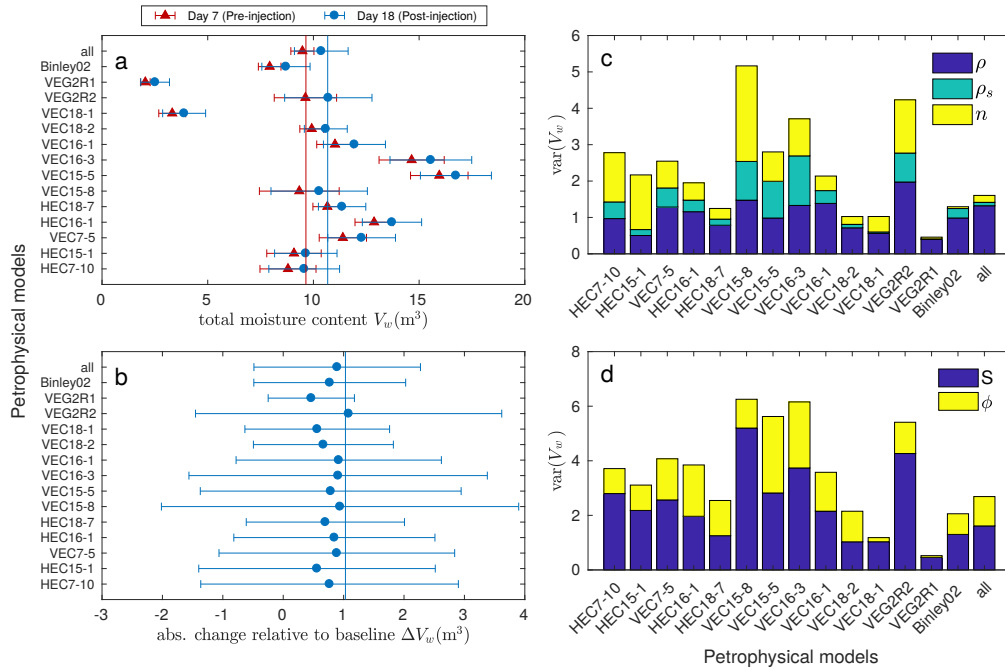 Day 7 (Pre-injection)
Day 18 (Post-injection)
a
all
Binley02
VEG2R1
VEG2R2
VEC18-1
VEC18-2
VEC16-1
VEC16-3
VEC15-5
VEC15-8
HEC18-7
HEC16-1
VEC7-5
HEC15-1
HEC7-10
0 5 10 15 20
total moisture content V_w(m³)
Petrophysical models
b
all
Binley02
VEG2R1
VEG2R2
VEC18-1
VEC18-2
VEC16-1
VEC16-3
VEC15-5
VEC15-8
HEC18-7
HEC16-1
VEC7-5
HEC15-1
HEC7-10
-3 -2 -1 0 1 2 3 4
abs. change relative to baseline ΔV_w(m³)
c
ρ
ρ_s
n
6
5
4
3
2
1
0
var(V_w)
HEC7-10
HEC15-1
VEC7-5
HEC16-1
HEC18-7
VEC15-8
VEC15-5
VEC16-3
VEC16-1
VEC18-2
VEC18-1
VEG2R2
VEG2R1
Binley02
all
d
S
ϕ
8
6
4
2
0
var(V_w)
HEC7-10
HEC15-1
VEC7-5
HEC16-1
HEC18-7
VEC15-8
VEC15-5
VEC16-3
VEC16-1
VEC18-2
VEC18-1
VEG2R2
VEG2R1
Binley02
all
Petrophysical models